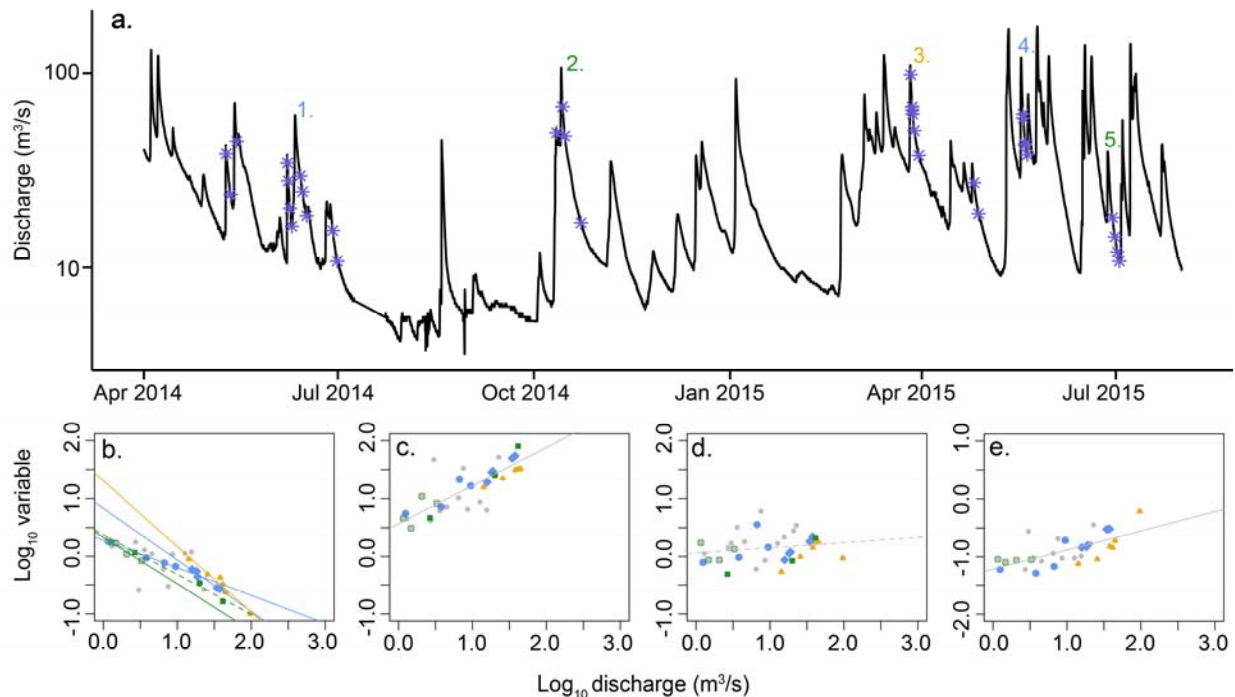 a.
1.
2.
3.
4.
5.
100
10
Discharge (m³/s)
Apr 2014
Jul 2014
Oct 2014
Jan 2015
Apr 2015
Jul 2015
b.
2.0
1.0
0.0
-1.0
0.0 1.0 2.0 3.0
c.
2.0
1.0
0.0
-1.0
0.0 1.0 2.0 3.0
d.
2.0
1.0
0.0
-1.0
0.0 1.0 2.0 3.0
e.
1.0
0.0
-1.0
-2.0
0.0 1.0 2.0 3.0
Log₁₀ variable
Log₁₀ discharge (m³/s)